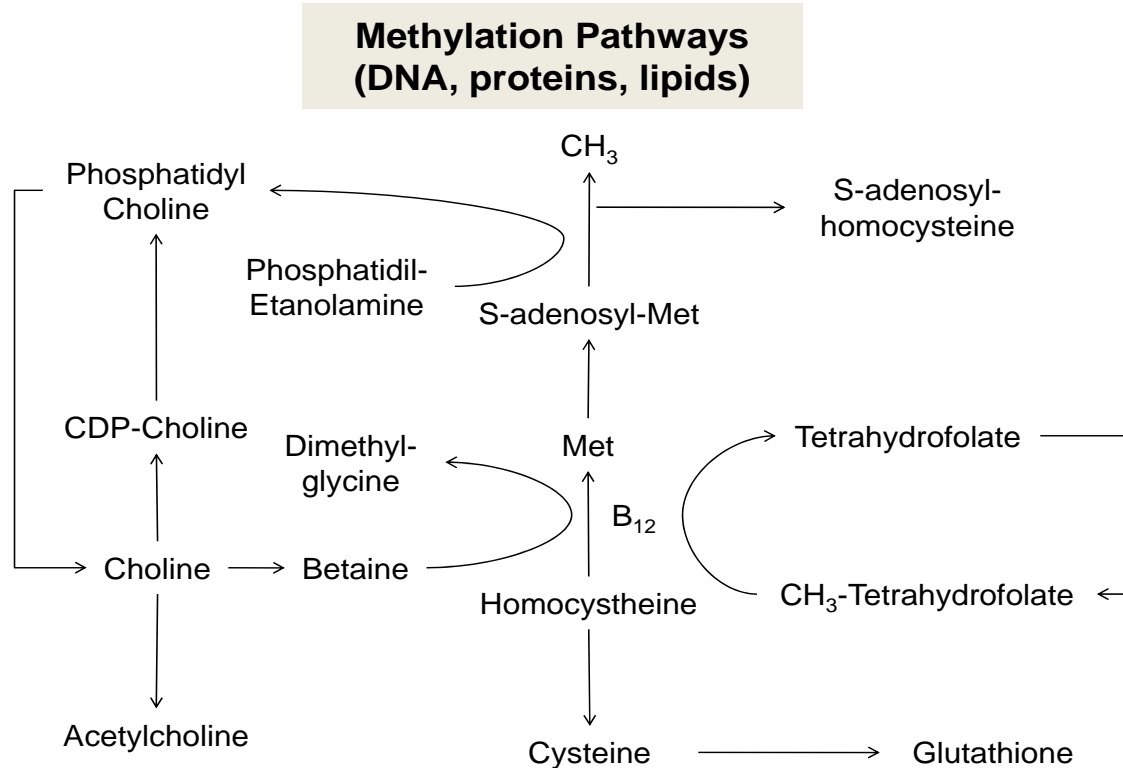 Methylation Pathways
(DNA, proteins, lipids)
CH₃
Phosphatidyl
Choline
S-adenosyl-
homocysteine
Phosphatidil-
Etanolamine
S-adenosyl-Met
CDP-Choline
Dimethyl-
glycine
Met
Tetrahydrofolate
B₁₂
Choline
Betaine
Homocystheine
CH₃-Tetrahydrofolate
Acetylcholine
Cysteine
Glutathione